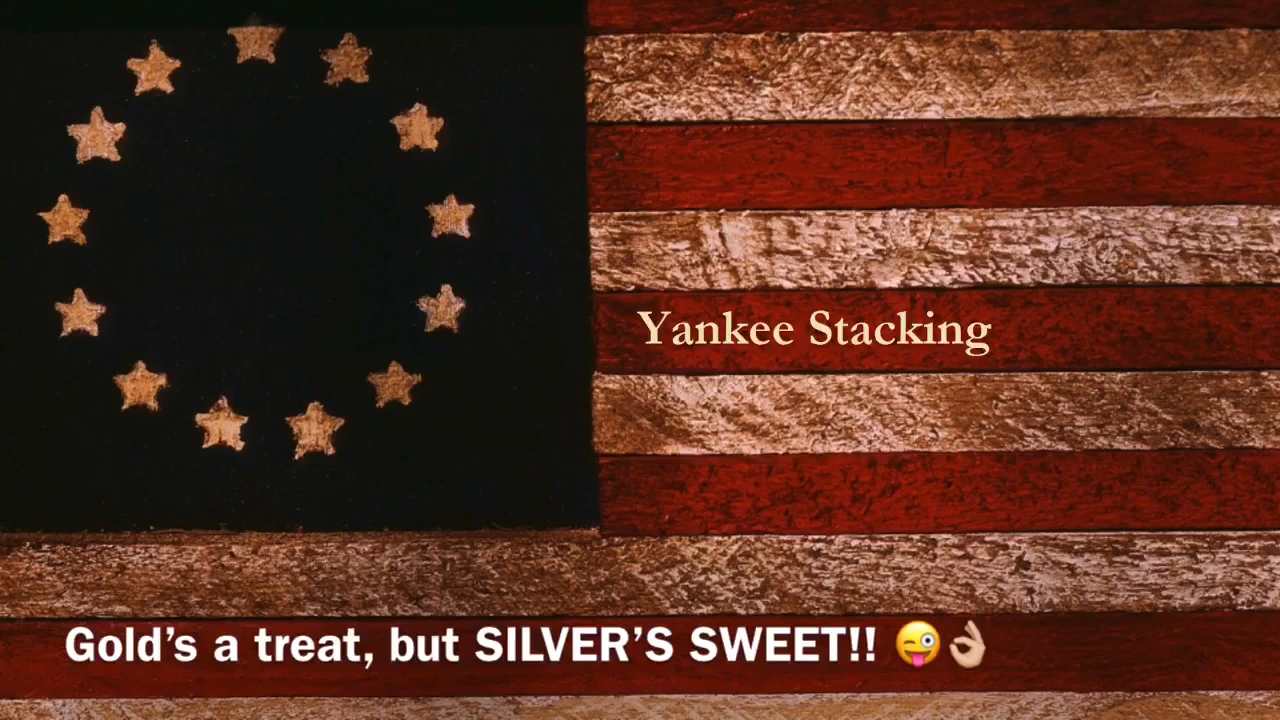 Yankee Stacking
Gold’s a treat, but SILVER’S SWEET!! 😜👌🏼